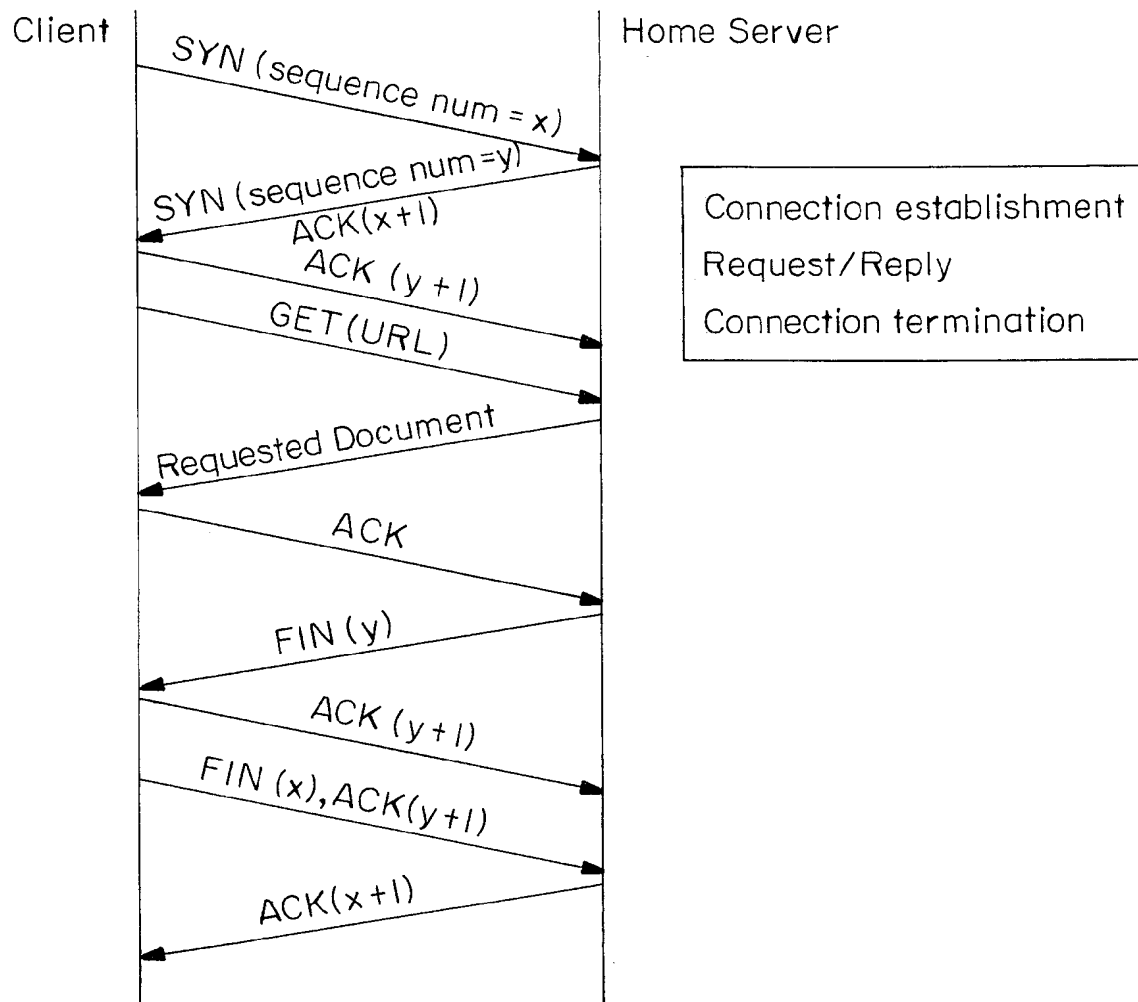 Client
Home Server
SYN (sequence num = x)
SYN (sequence num=y)
ACK(x+1)
ACK (y+1)
GET(URL)
Connection establishment
Request/Reply
Connection termination
Requested Document
ACK
FIN (y)
ACK (y+1)
FIN (x), ACK(y+1)
ACK(x+1)